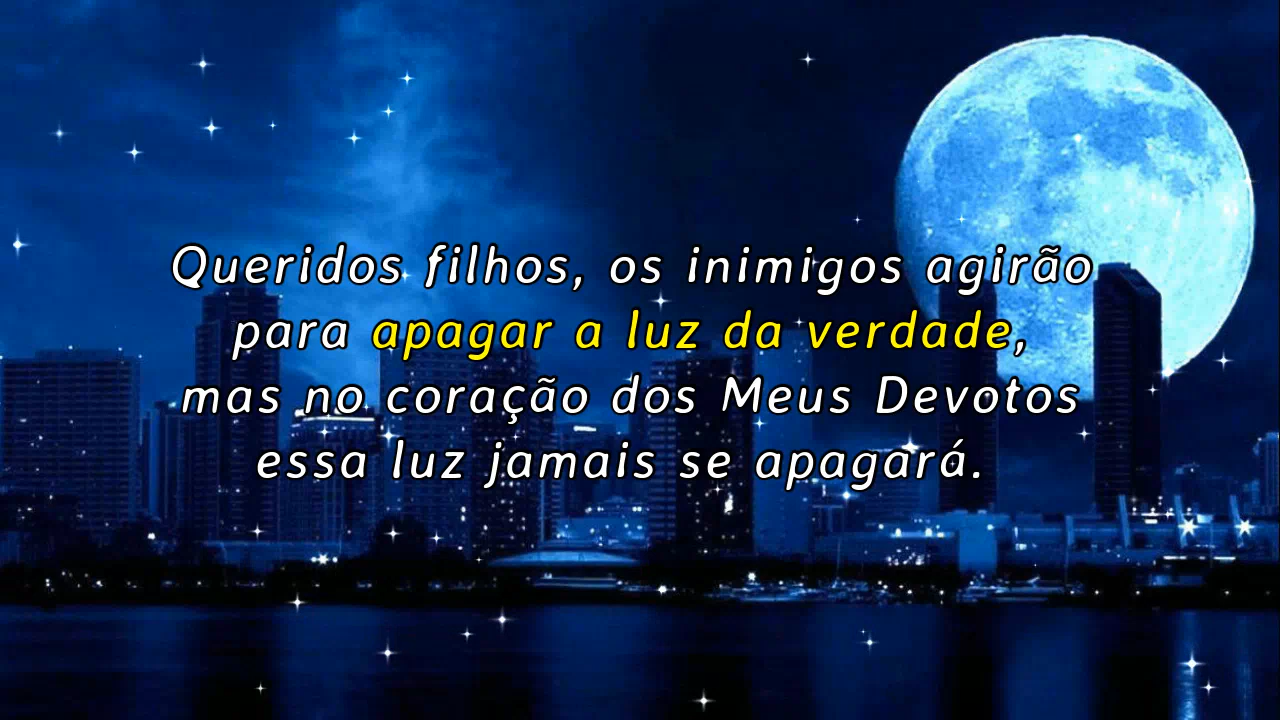 Queridos filhos, os inimigos agirão
para apagar a luz da verdade,
mas no coração dos Meus Devotos
essa luz jamais se apagará.